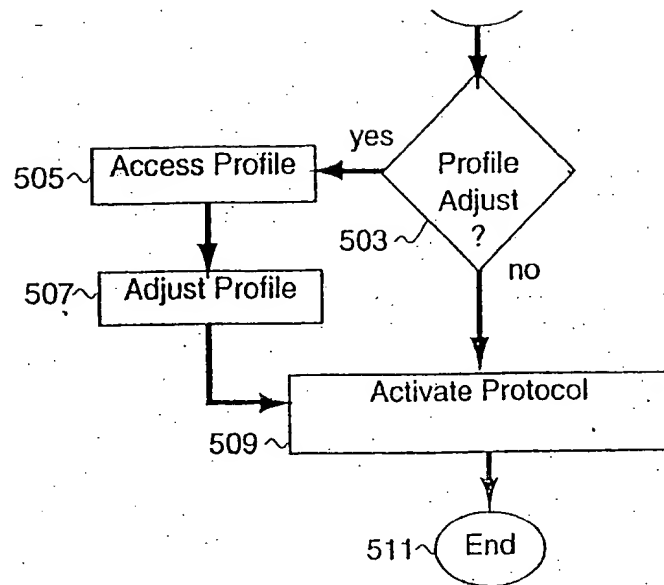 yes
505 Access Profile
Profile
Adjust
?
503
507 Adjust Profile
no
Activate Protocol
509
511 End